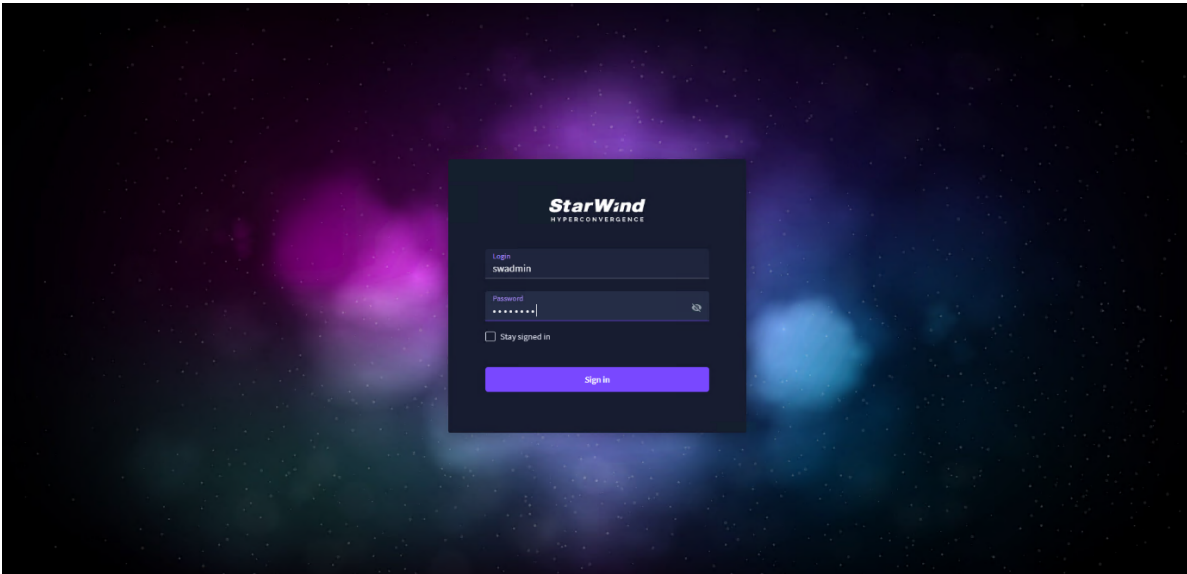 StarWind
HYPERCONVERGENCE
Login
swadmin
Password
••••••••
Stay signed in
Sign in